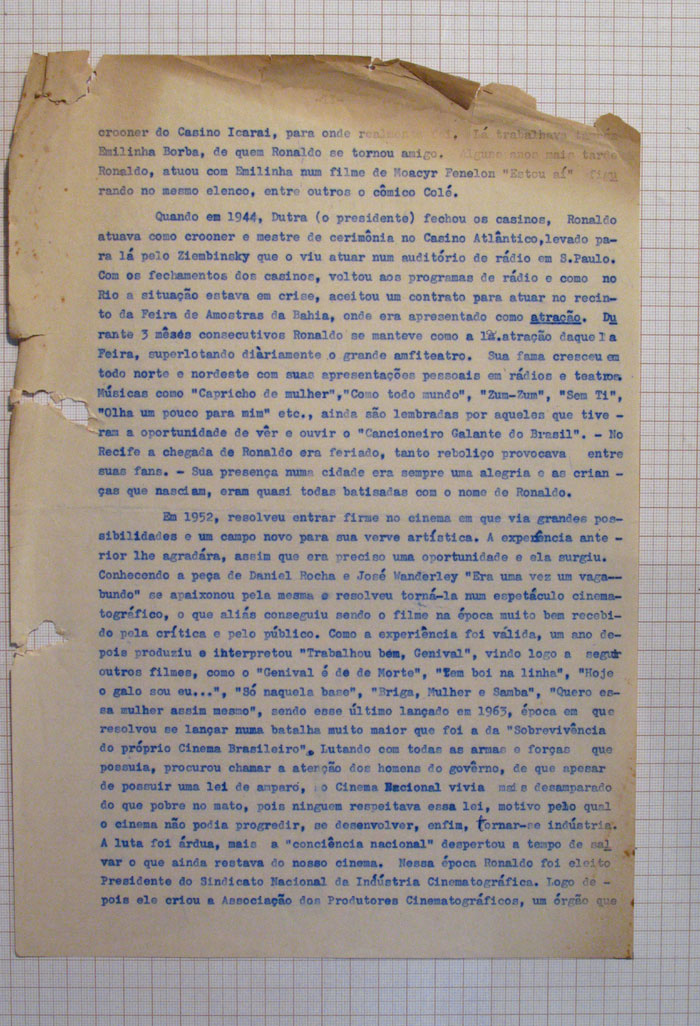 crooner do Casino Icarai, para onde realmente foi. Lá trabalhava também
Emilinha Borba, de quem Ronaldo se tornou amigo. Alguns anos mais tarde
Ronaldo, atuou com Emilinha num filme de Moacyr Fenelon "Estou aí" figu
rando no mesmo elenco, entre outros o cômico Colé.
Quando em 1944, Dutra (o presidente) fechou os casinos, Ronaldo
atuava como crooner e mestre de cerimônia no Casino Atlântico,levado pa-
ra lá pelo Ziembinsky que o viu atuar num auditório de rádio em S.Paulo.
Com os fechamentos dos casinos, voltou aos programas de rádio e como no
Rio a situação estava em crise, aceitou um contrato para atuar no recin-
to da Feira de Amostras da Bahia, onde era apresentado como atração. Du
rante 3 mêses consecutivos Ronaldo se manteve como a 1ª.atração daquela
Feira, superlotando diàriamente o grande amfiteatro. Sua fama cresceu em
todo norte e nordeste com suas apresentações pessoais em rádios e teatros.
Músicas como "Capricho de mulher","Como todo mundo", "Zum-Zum", "Sem Ti",
"Olha um pouco para mim" etc., ainda são lembradas por aqueles que tive -
ram a oportunidade de vêr e ouvir o "Cancioneiro Galante do Brasil". - No
Recife a chegada de Ronaldo era feriado, tanto reboliço provocava entre
suas fans. - Sua presença numa cidade era sempre uma alegria e as crian -
ças que nasciam, eram quasi todas batisadas com o nome de Ronaldo.
Em 1952, resolveu entrar firme no cinema em que via grandes pos-
sibilidades e um campo novo para sua verve artística. A experência ante -
rior lhe agradára, assim que era preciso uma oportunidade e ela surgiu.
Conhecendo a peça de Daniel Rocha e José Wanderley "Era uma vez um vaga--
bundo" se apaixonou pela mesma e resolveu torná-la num espetáculo cinema-
tográfico, o que aliás conseguiu sendo o filme na época muito bem recebi-
do pela crítica e pelo público. Como a experiência foi válida, um ano de-
pois produziu e interpretou "Trabalhou bem, Genival", vindo logo a seguir
outros filmes, como o "Genival é de de Morte", "Tem boi na linha", "Hoje
o galo sou eu...", "Só naquela base", "Briga, Mulher e Samba", "Quero es-
sa mulher assim mesmo", sendo esse último lançado em 1963, época em que
resolvou se lançar numa batalha muito maior que foi a da "Sobrevivência
do próprio Cinema Brasileiro". Lutando com todas as armas e forças que
possuia, procurou chamar a atenção dos homens do govêrno, de que apesar
de possuir uma lei de amparo, o Cinema Nacional vivia mais desamparado
do que pobre no mato, pois ninguem respeitava essa lei, motivo pelo qual
o cinema não podia progredir, se desenvolver, enfim, tornar-se indústria.
A luta foi árdua, mais a "conciência nacional" despertou a tempo de sal
var o que ainda restava do nosso cinema. Nessa época Ronaldo foi eleito
Presidente do Sindicato Nacional da Indústria Cinematográfica. Logo de -
pois ele criou a Associação dos Produtores Cinematográficos, um órgão que